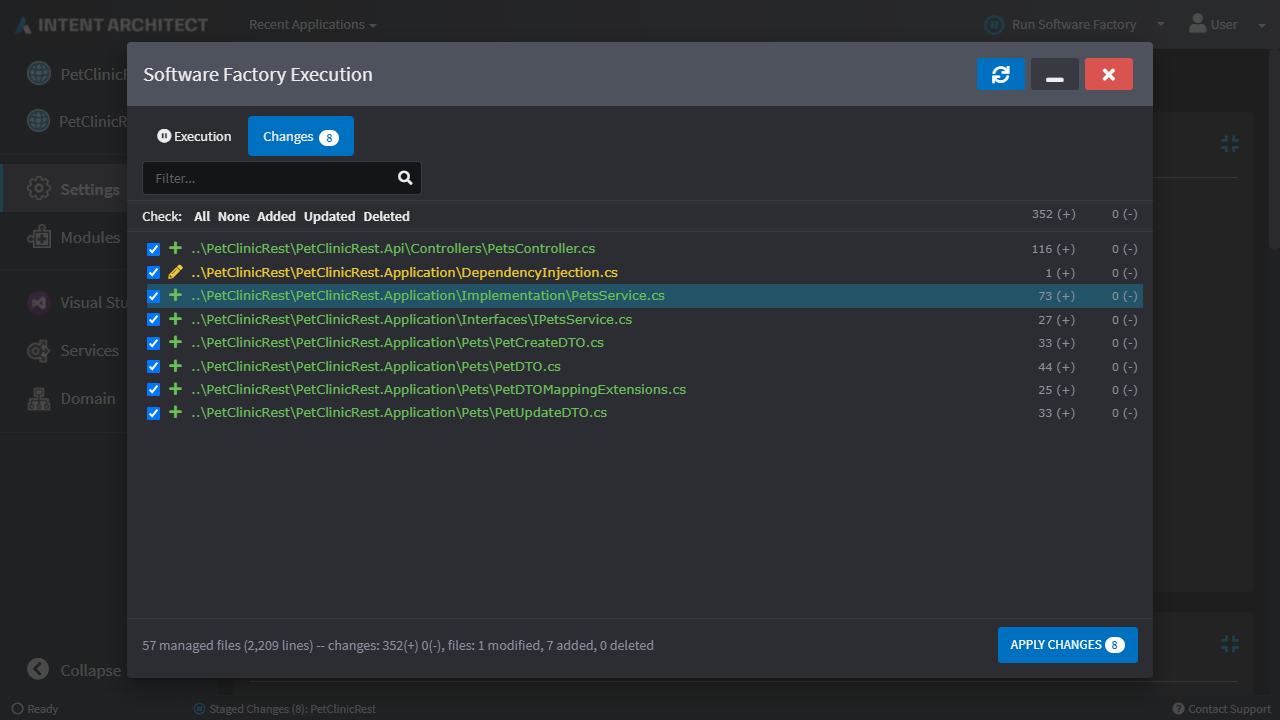 INTENT ARCHITECT
Recent Applications
Run Software Factory
User
PetClinicR
PetClinicR
Settings
Modules
Visual Stu
Services
Domain
Collapse
Software Factory Execution
Execution
Changes 8
Filter...
Check: All None Added Updated Deleted 352 (+) 0 (-)
..\PetClinicRest\PetClinicRest.Api\Controllers\PetsController.cs 116 (+) 0 (-)
..\PetClinicRest\PetClinicRest.Application\DependencyInjection.cs 1 (+) 0 (-)
..\PetClinicRest\PetClinicRest.Application\Implementation\PetsService.cs 73 (+) 0 (-)
..\PetClinicRest\PetClinicRest.Application\Interfaces\IPetsService.cs 27 (+) 0 (-)
..\PetClinicRest\PetClinicRest.Application\Pets\PetCreateDTO.cs 33 (+) 0 (-)
..\PetClinicRest\PetClinicRest.Application\Pets\PetDTO.cs 44 (+) 0 (-)
..\PetClinicRest\PetClinicRest.Application\Pets\PetDTOMappingExtensions.cs 25 (+) 0 (-)
..\PetClinicRest\PetClinicRest.Application\Pets\PetUpdateDTO.cs 33 (+) 0 (-)
57 managed files (2,209 lines) -- changes: 352(+) 0(-), files: 1 modified, 7 added, 0 deleted
APPLY CHANGES 8
Ready
Staged Changes (8): PetClinicRest
Contact Support